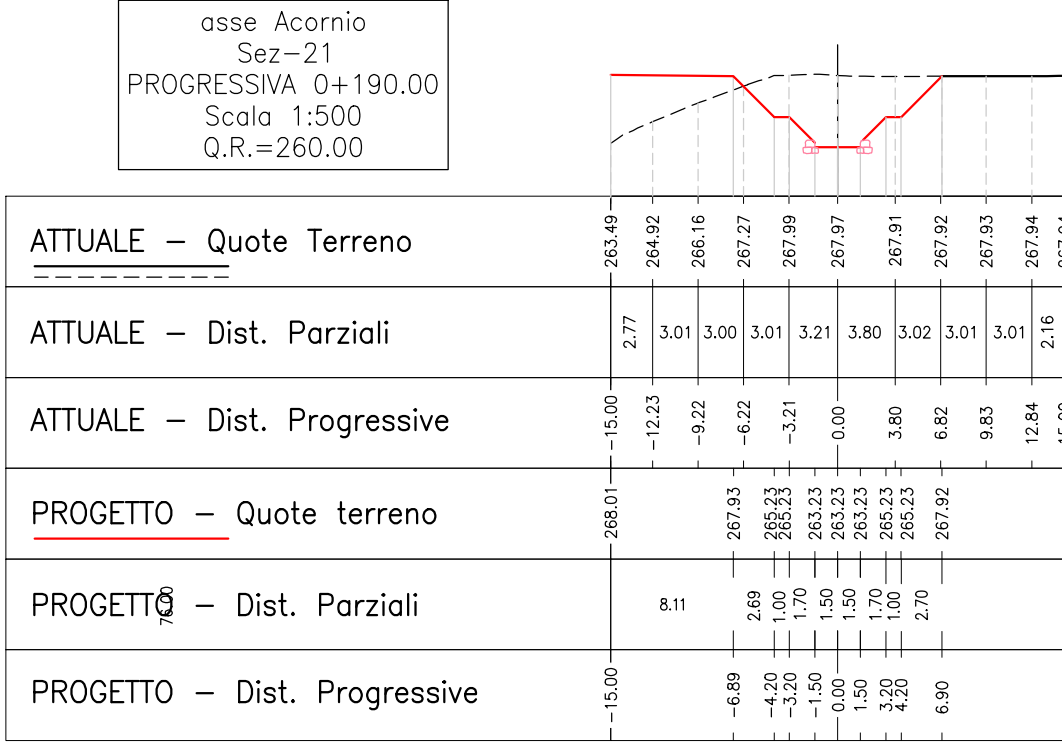 asse Acornio
Sez-21
PROGRESSIVA 0+190.00
Scala 1:500
Q.R.=260.00
ATTUALE - Quote Terreno
263.49 264.92 266.16 267.27 267.99 267.97 267.91 267.92 267.93 267.94
ATTUALE - Dist. Parziali
2.77 3.01 3.00 3.01 3.21 3.80 3.02 3.01 3.01 2.16
ATTUALE - Dist. Progressive
-15.00 -12.23 -9.22 -6.22 -3.21 0.00 3.80 6.82 9.83 12.84
PROGETTO - Quote terreno
268.01 267.93 265.23 265.23 263.23 263.23 263.23 265.23 265.23 267.92
PROGETTO - Dist. Parziali
76.00
8.11 2.69 1.00 1.70 1.50 1.50 1.70 1.00 2.70
PROGETTO - Dist. Progressive
-15.00 -6.89 -4.20 -3.20 -1.50 0.00 1.50 3.20 4.20 6.90